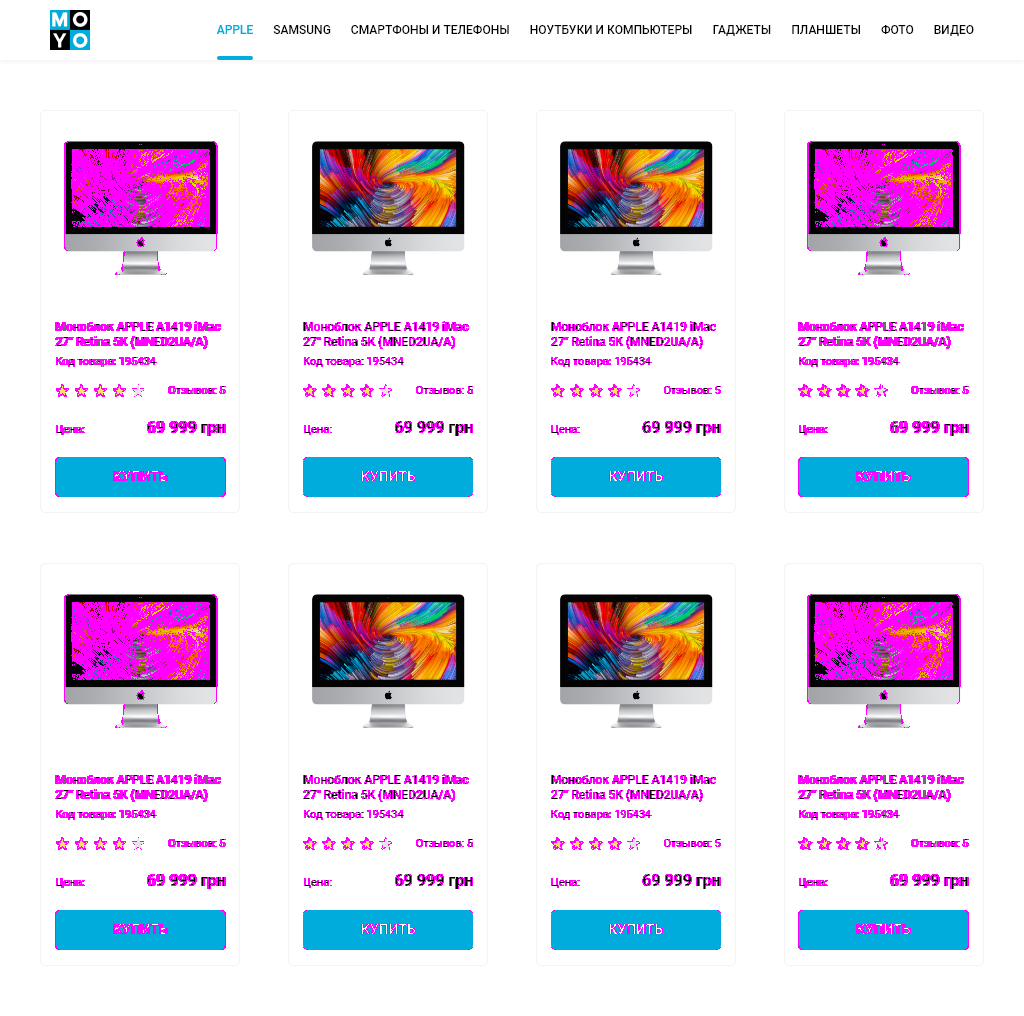 MOYO
APPLE SAMSUNG СМАРТФОНЫ И ТЕЛЕФОНЫ НОУТБУКИ И КОМПЬЮТЕРЫ ГАДЖЕТЫ ПЛАНШЕТЫ ФОТО ВИДЕО
Моноблок APPLE A1419 iMac
27" Retina 5K (MNED2UA/A)
Код товара: 195434
Отзывов: 5
Цена: 69 999 грн
КУПИТЬ
Моноблок APPLE A1419 iMac
27" Retina 5K (MNED2UA/A)
Код товара: 195434
Отзывов: 5
Цена: 69 999 грн
КУПИТЬ
Моноблок APPLE A1419 iMac
27" Retina 5K (MNED2UA/A)
Код товара: 195434
Отзывов: 5
Цена: 69 999 грн
КУПИТЬ
Моноблок APPLE A1419 iMac
27" Retina 5K (MNED2UA/A)
Код товара: 195434
Отзывов: 5
Цена: 69 999 грн
КУПИТЬ
Моноблок APPLE A1419 iMac
27" Retina 5K (MNED2UA/A)
Код товара: 195434
Отзывов: 5
Цена: 69 999 грн
КУПИТЬ
Моноблок APPLE A1419 iMac
27" Retina 5K (MNED2UA/A)
Код товара: 195434
Отзывов: 5
Цена: 69 999 грн
КУПИТЬ
Моноблок APPLE A1419 iMac
27" Retina 5K (MNED2UA/A)
Код товара: 195434
Отзывов: 5
Цена: 69 999 грн
КУПИТЬ
Моноблок APPLE A1419 iMac
27" Retina 5K (MNED2UA/A)
Код товара: 195434
Отзывов: 5
Цена: 69 999 грн
КУПИТЬ